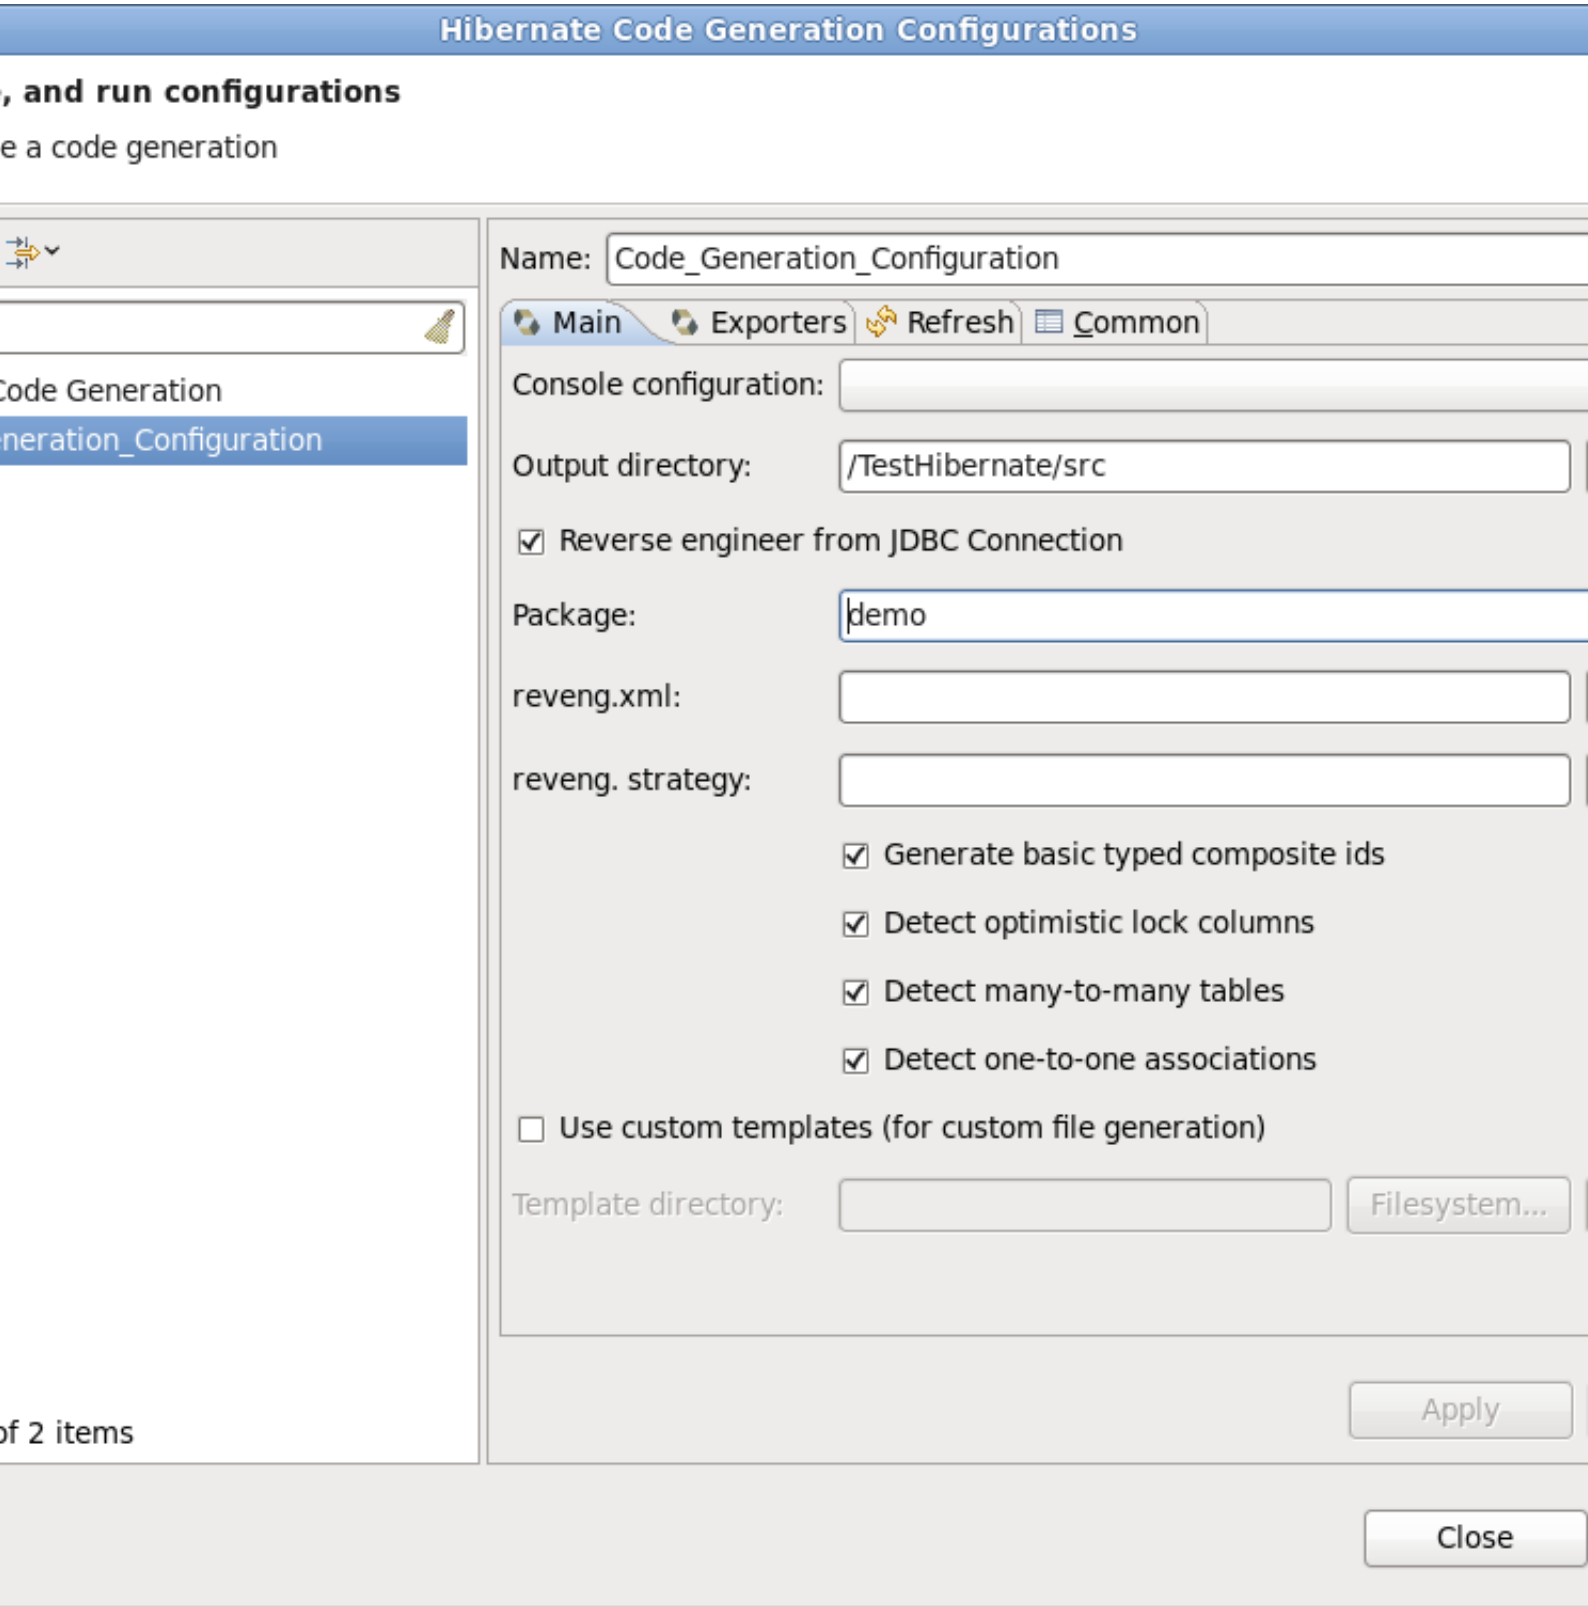 Hibernate Code Generation Configurations
, and run configurations
e a code generation
Name: Code_Generation_Configuration
Main Exporters Refresh Common
Code Generation
Console configuration:
neration_Configuration
Output directory: /TestHibernate/src
Reverse engineer from JDBC Connection
Package: demo
reveng.xml:
reveng. strategy:
Generate basic typed composite ids
Detect optimistic lock columns
Detect many-to-many tables
Detect one-to-one associations
Use custom templates (for custom file generation)
Template directory: Filesystem...
Apply
of 2 items
Close